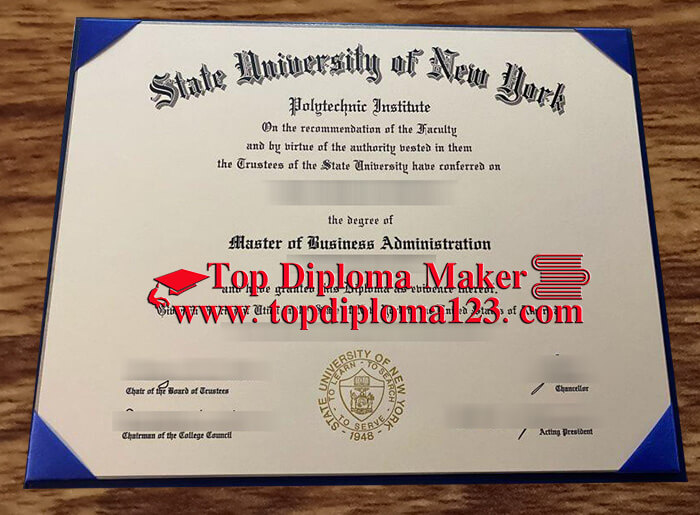 State University of New York
Polytechnic Institute
On the recommendation of the Faculty
and by virtue of the authority vested in them
the Trustees of the State University have conferred on
the degree of
Master of Business Administration
Top Diploma Maker
and have granted this Diploma as evidence thereof.
www.topdiploma123.com
STATE UNIVERSITY OF NEW YORK
TO LEARN - TO SEARCH
TO SERVE
1948
Chair of the Board of Trustees
Chancellor
Chairman of the College Council
Acting President